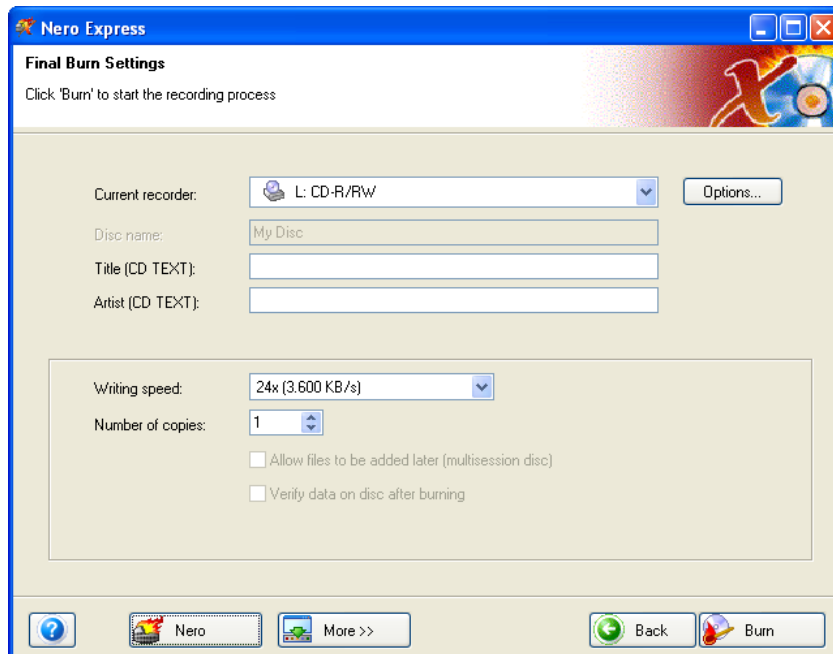 Nero Express
Final Burn Settings
Click 'Burn' to start the recording process
Current recorder: L: CD-R/RW Options...
Disc name: My Disc
Title (CD TEXT):
Artist (CD TEXT):
Writing speed: 24x (3.600 KB/s)
Number of copies: 1
Allow files to be added later (multisession disc)
Verify data on disc after burning
? Nero More >> Back Burn